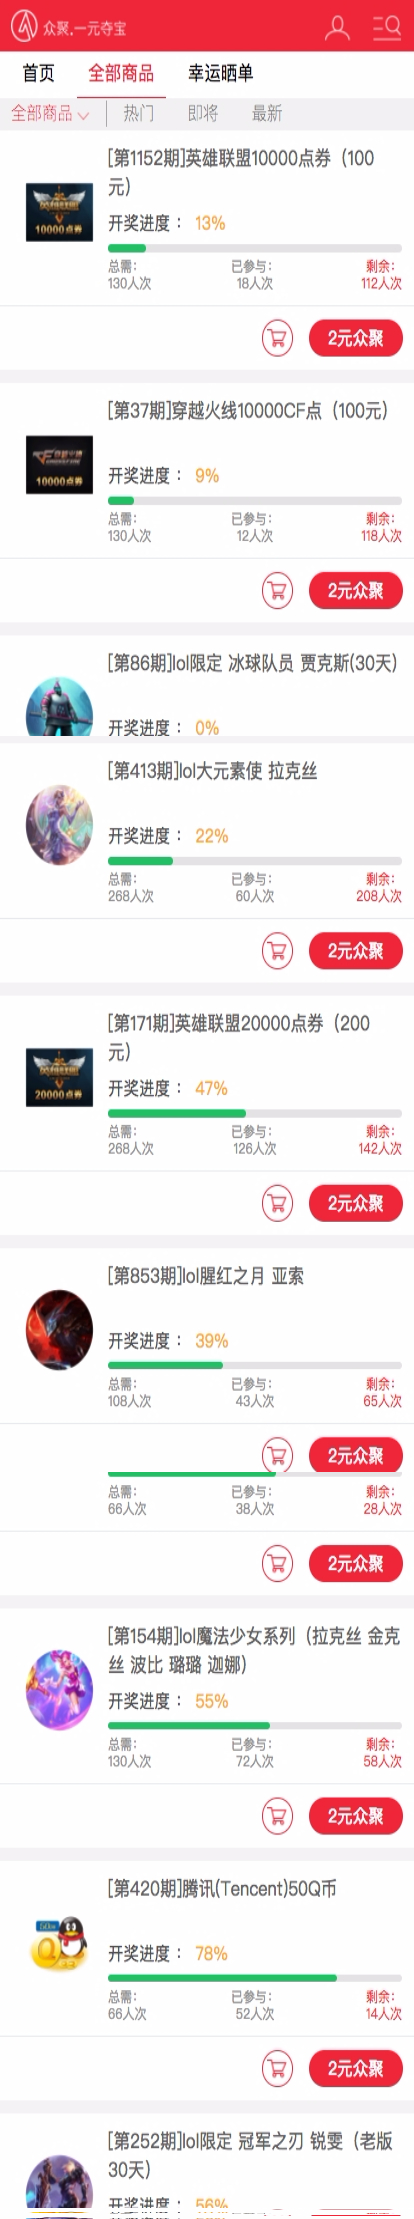 众聚.一元夺宝
首页 全部商品 幸运晒单
全部商品 热门 即将 最新
[第1152期]英雄联盟10000点券（100
元）
英雄联盟
10000点券
开奖进度： 13%
总需： 已参与： 剩余：
130人次 18人次 112人次
2元众聚
[第37期]穿越火线10000CF点（100元）
穿越火线
10000点券
开奖进度： 9%
总需： 已参与： 剩余：
130人次 12人次 118人次
2元众聚
[第86期]lol限定 冰球队员 贾克斯(30天)
开奖进度： 0%
[第413期]lol大元素使 拉克丝
开奖进度： 22%
总需： 已参与： 剩余：
268人次 60人次 208人次
2元众聚
[第171期]英雄联盟20000点券（200
元）
英雄联盟
20000点券
开奖进度： 47%
总需： 已参与： 剩余：
268人次 126人次 142人次
2元众聚
[第853期]lol腥红之月 亚索
开奖进度： 39%
总需： 已参与： 剩余：
108人次 43人次 65人次
2元众聚
总需： 已参与： 剩余：
66人次 38人次 28人次
2元众聚
[第154期]lol魔法少女系列（拉克丝 金克
丝 波比 璐璐 迦娜）
开奖进度： 55%
总需： 已参与： 剩余：
130人次 72人次 58人次
2元众聚
[第420期]腾讯(Tencent)50Q币
开奖进度： 78%
总需： 已参与： 剩余：
66人次 52人次 14人次
2元众聚
[第252期]lol限定 冠军之刃 锐雯（老版
30天）
开奖进度： 56%